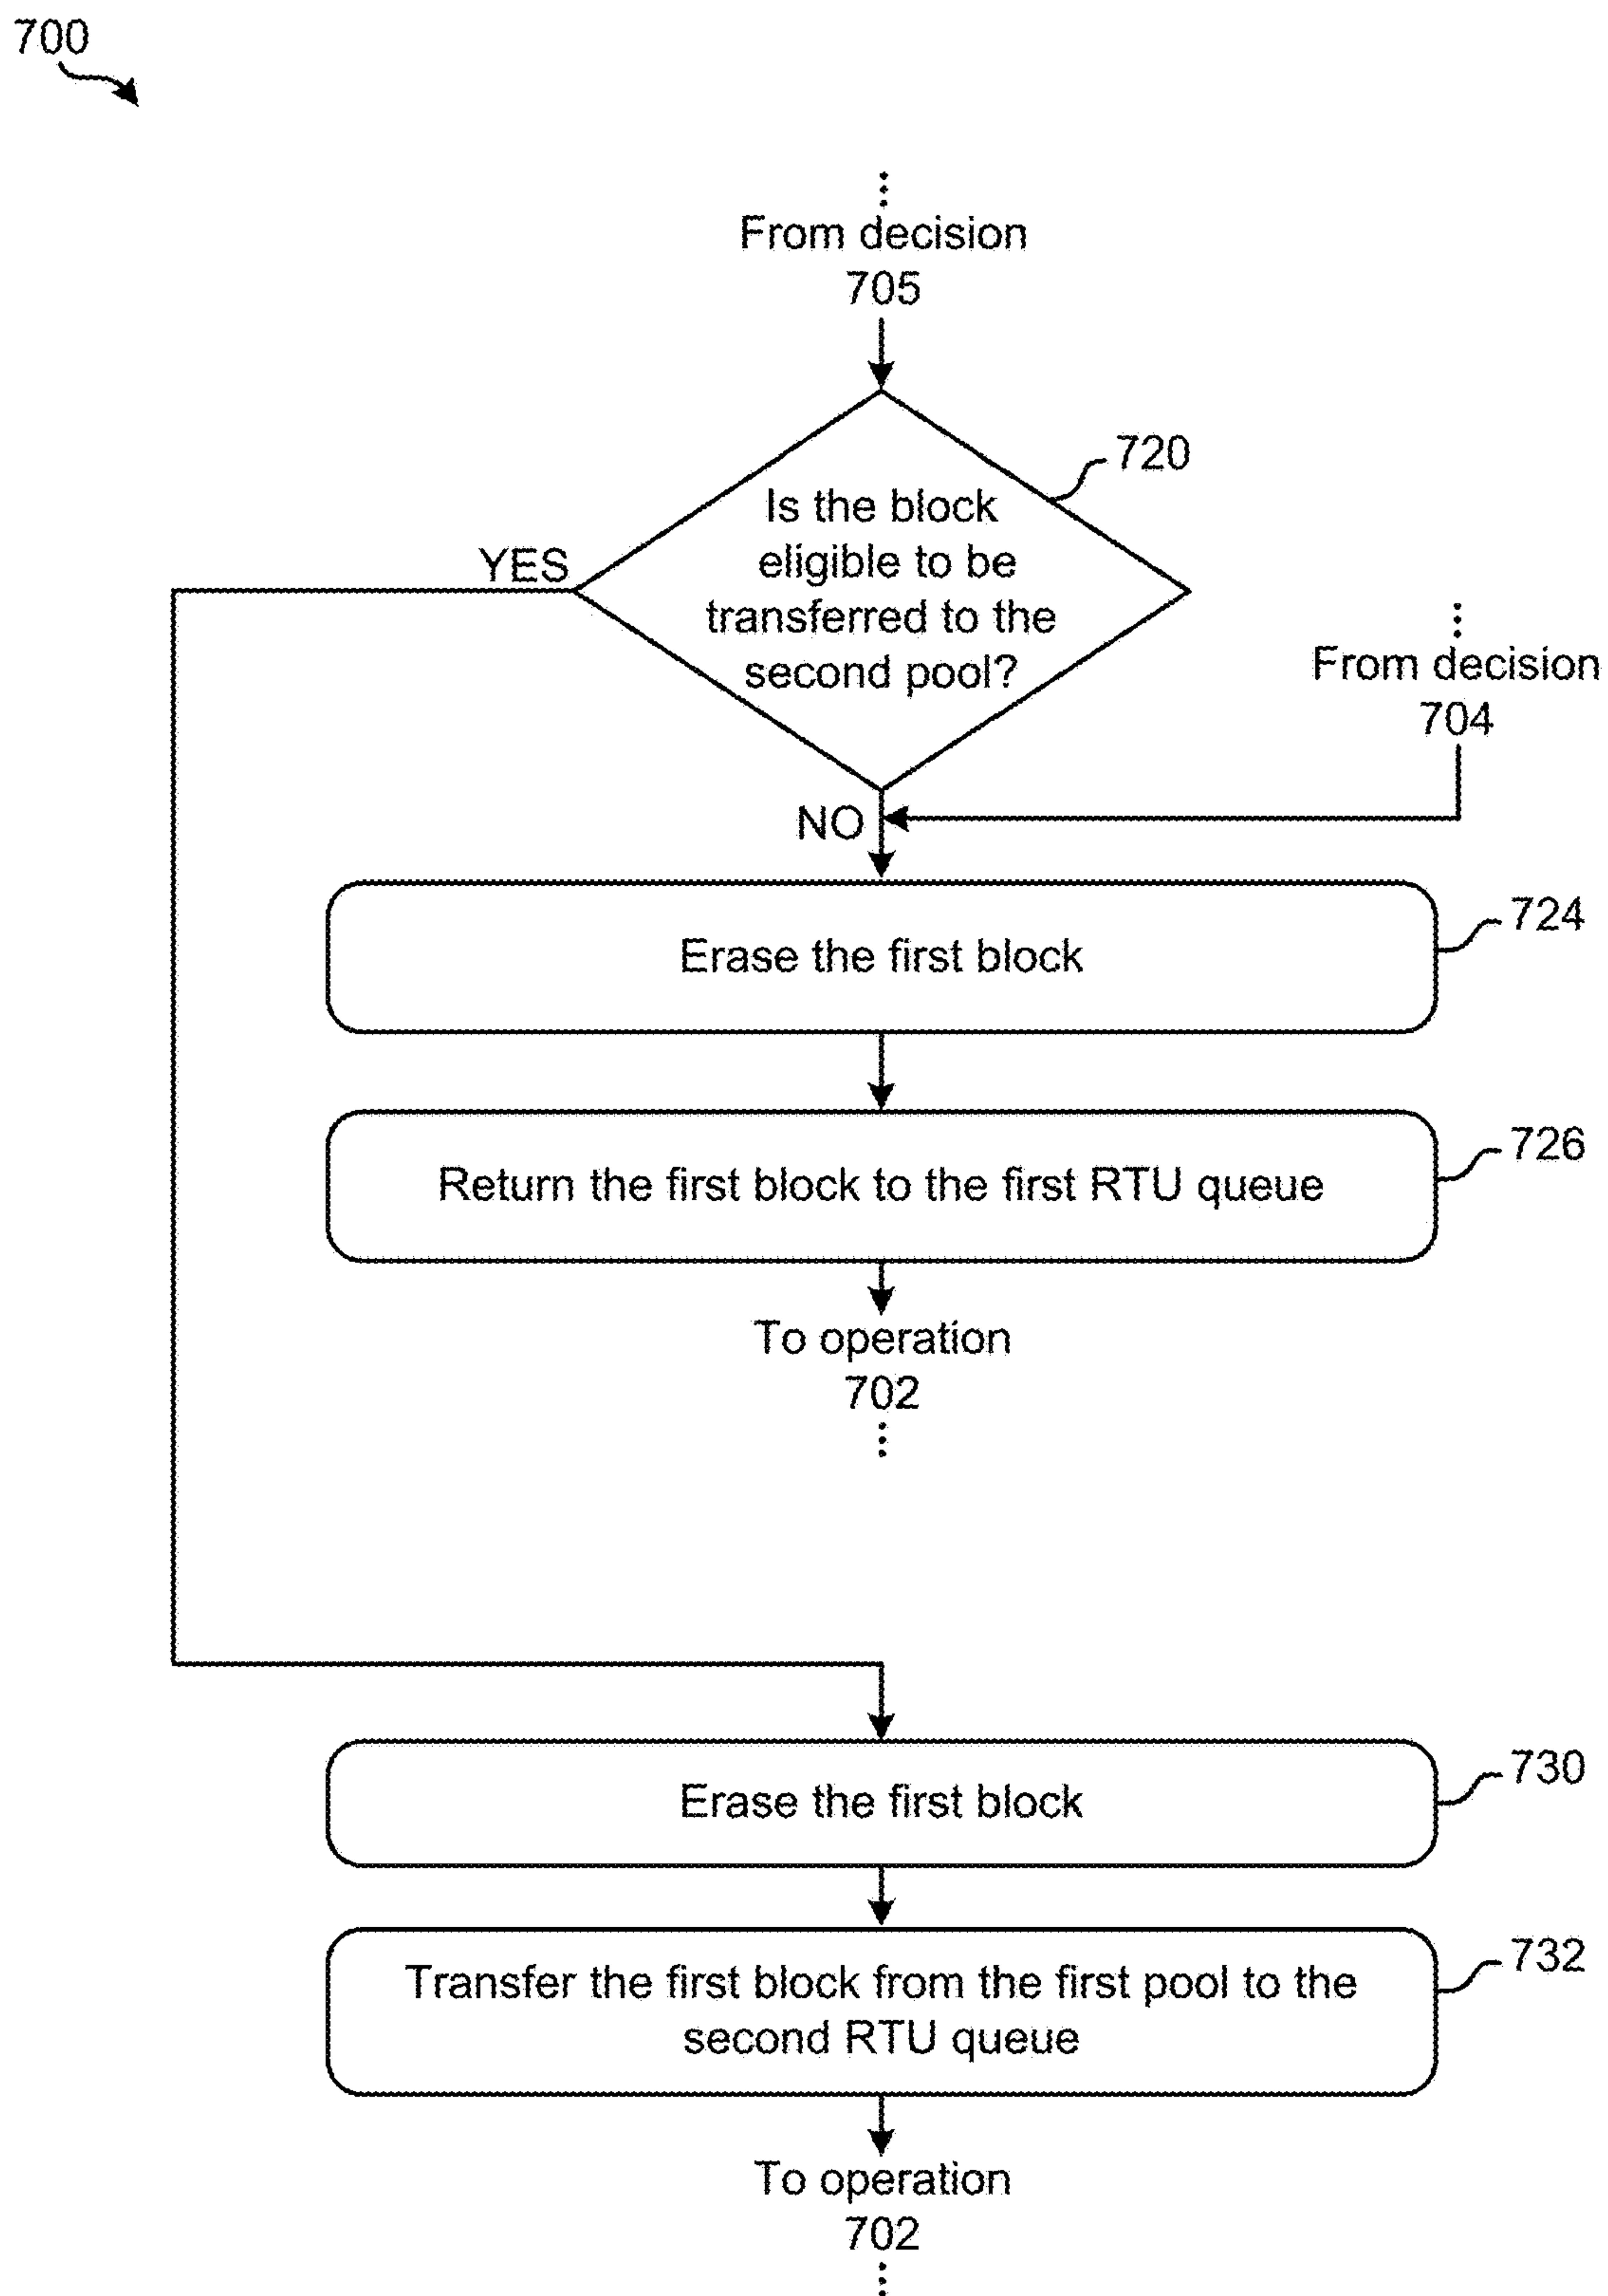 700
From decision
705
720
Is the block
eligible to be
transferred to the
second pool?
YES
From decision
704
NO
724
Erase the first block
726
Return the first block to the first RTU queue
To operation
702
730
Erase the first block
732
Transfer the first block from the first pool to the
second RTU queue
To operation
702